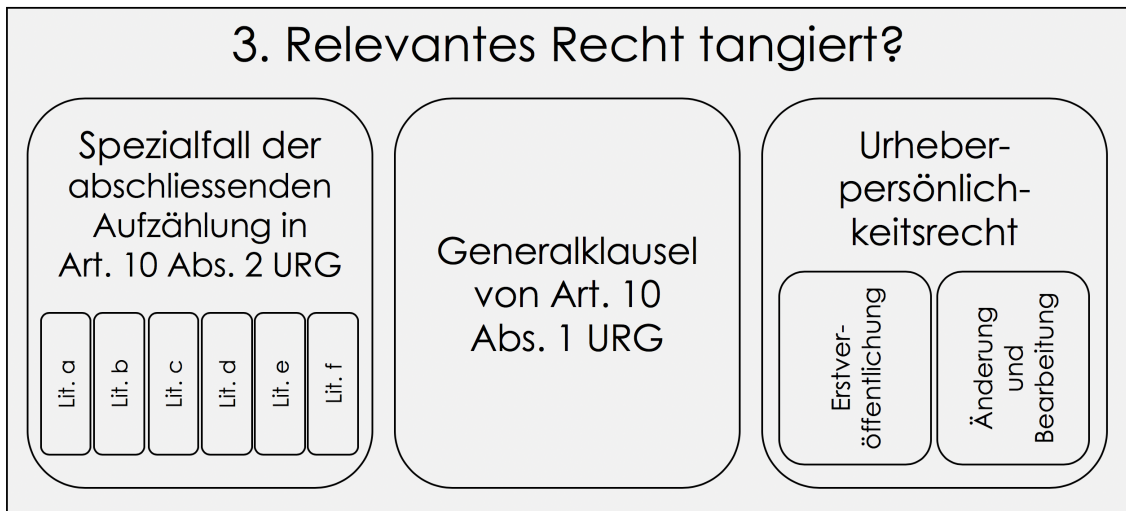 3. Relevantes Recht tangiert?
Spezialfall der
abschliessenden
Aufzählung in
Art. 10 Abs. 2 URG
Lit. a
Lit. b
Lit. c
Lit. d
Lit. e
Lit. f
Generalklausel
von Art. 10
Abs. 1 URG
Urheber-
persönlich-
keitsrecht
Erstver-
öffentlichung
Änderung
und
Bearbeitung